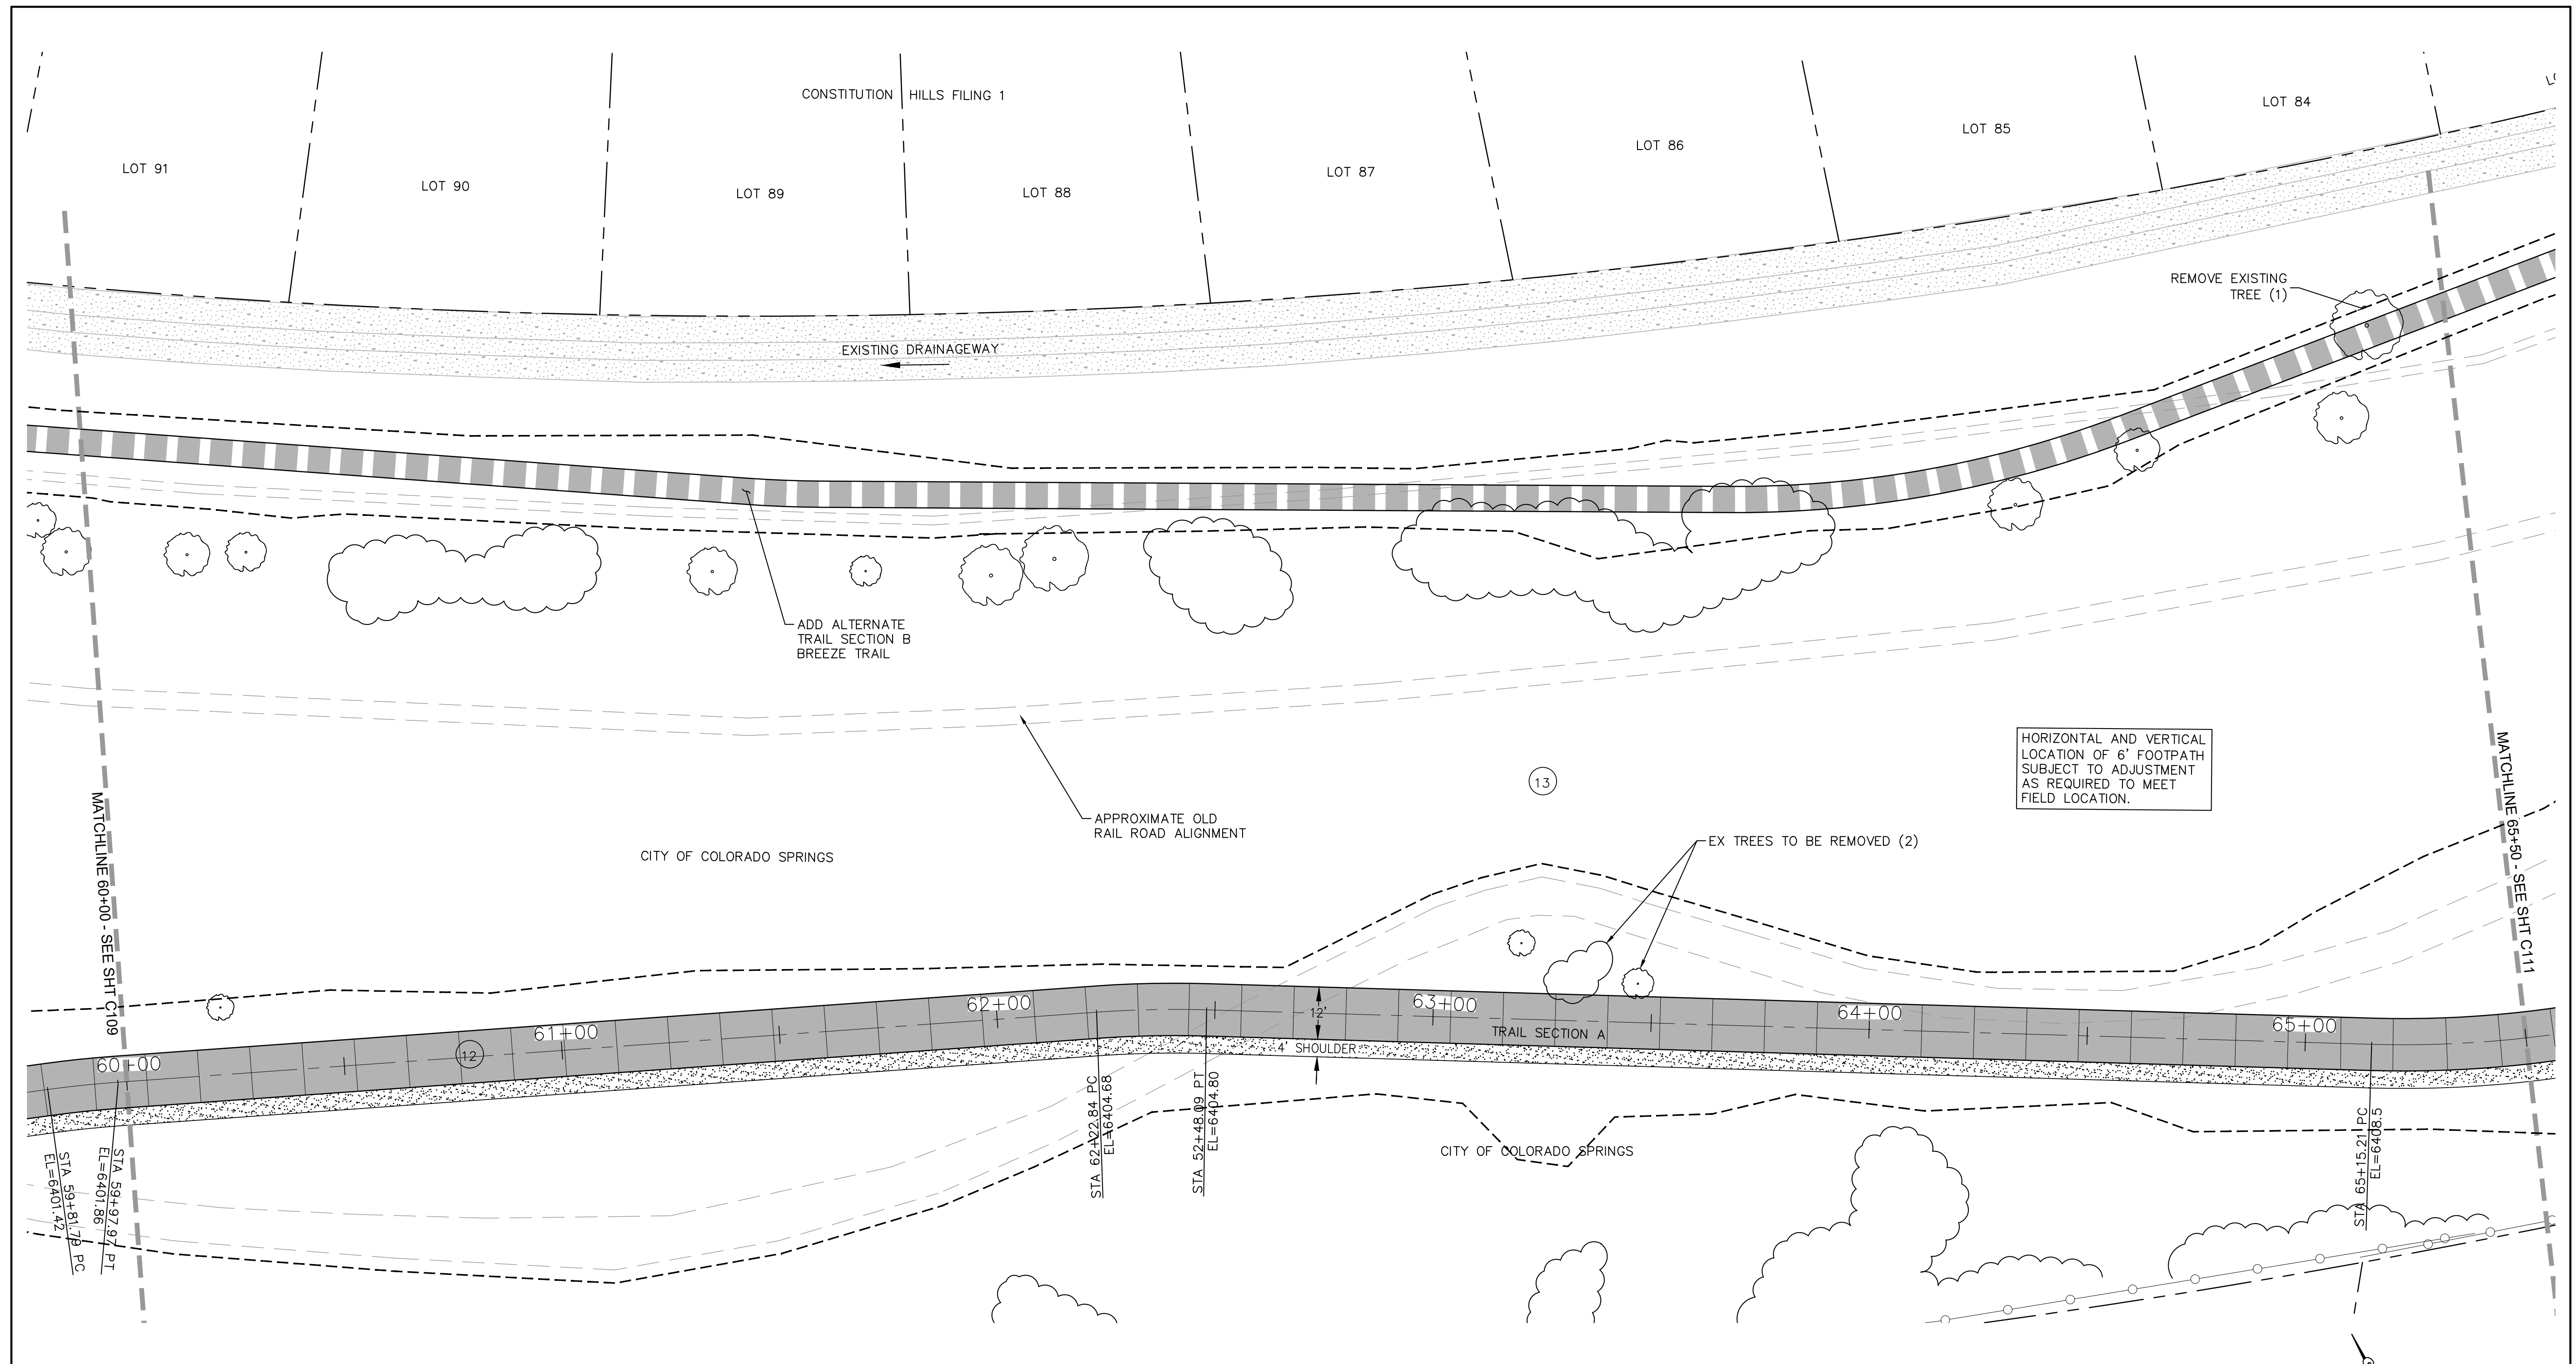 CONSTITUTION HILLS FILING 1
LOT 91
LOT 90
LOT 89
LOT 88
LOT 87
LOT 86
LOT 85
LOT 84
REMOVE EXISTING
TREE (1)
EXISTING DRAINAGEWAY
ADD ALTERNATE
TRAIL SECTION B
BREEZE TRAIL
APPROXIMATE OLD
RAIL ROAD ALIGNMENT
CITY OF COLORADO SPRINGS
13
HORIZONTAL AND VERTICAL
LOCATION OF 6' FOOTPATH
SUBJECT TO ADJUSTMENT
AS REQUIRED TO MEET
FIELD LOCATION.
EX TREES TO BE REMOVED (2)
MATCHLINE 60+00 - SEE SHT C109
MATCHLINE 65+50 - SEE SHT C111
60+00
12
61+00
62+00
12'
63+00
TRAIL SECTION A
64+00
65+00
4' SHOULDER
STA 59+81.79 PC
EL=6401.42
STA 59+97.97 PT
EL=6401.86
STA 62+22.84 PC
EL=6404.68
STA 52+48.09 PT
EL=6404.80
CITY OF COLORADO SPRINGS
STA 65+15.21 PC
EL=6408.5